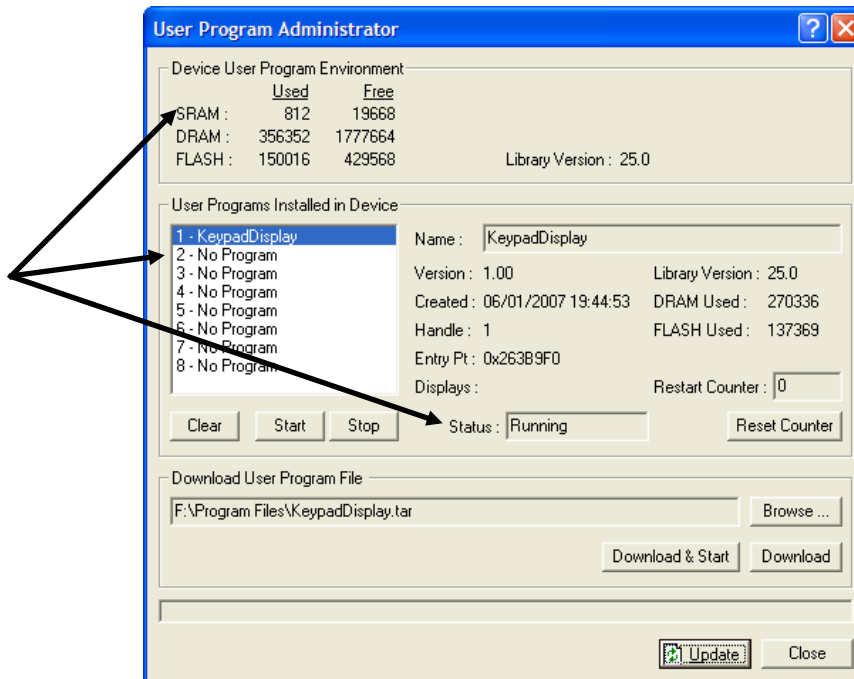 User Program Administrator
Device User Program Environment
Used Free
SRAM : 812 19668
DRAM : 356352 1777664
FLASH : 150016 429568 Library Version : 25.0
User Programs Installed in Device
1 - KeypadDisplay
2 - No Program
3 - No Program
4 - No Program
5 - No Program
6 - No Program
7 - No Program
8 - No Program
Name : KeypadDisplay
Version : 1.00 Library Version : 25.0
Created : 06/01/2007 19:44:53 DRAM Used : 270336
Handle : 1 FLASH Used : 137369
Entry Pt : 0x263B9F0
Displays : Restart Counter : 0
Clear Start Stop Status : Running Reset Counter
Download User Program File
F:\Program Files\KeypadDisplay.tar Browse ...
Download & Start Download
Update Close